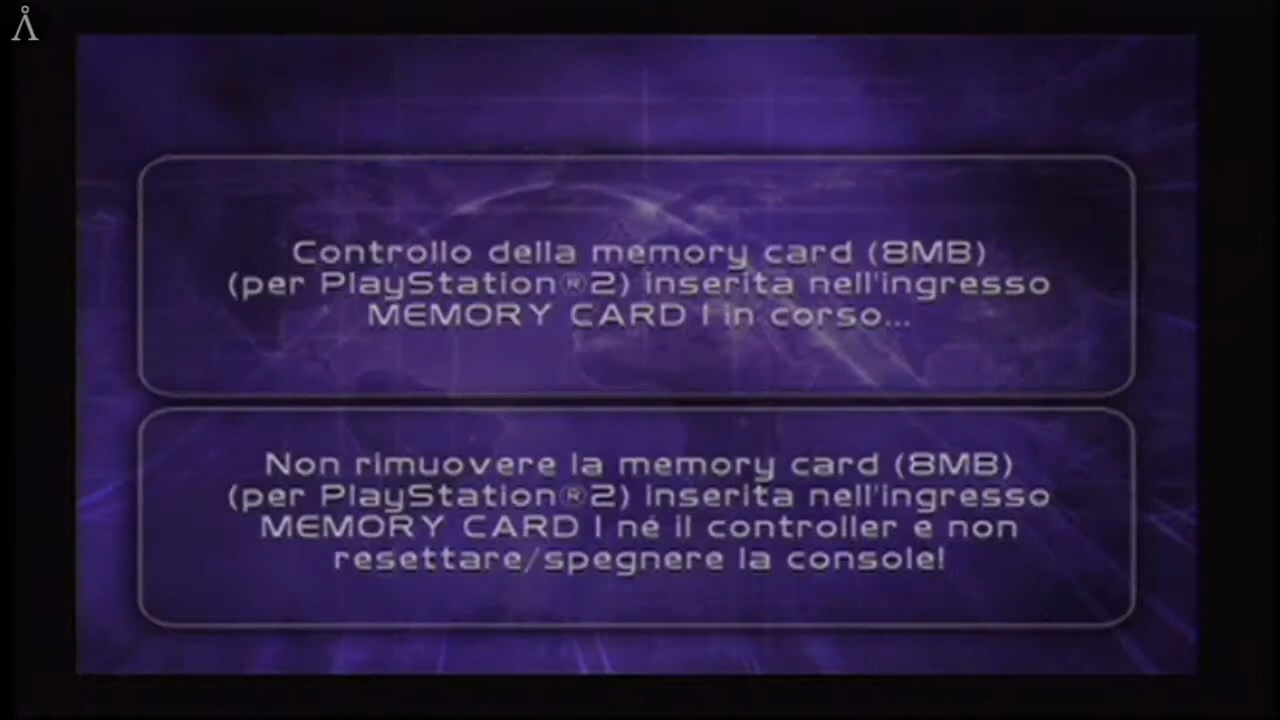 Å
Controllo della memory card (8MB)
(per PlayStation®2) inserita nell'ingresso
MEMORY CARD 1 in corso...
Non rimuovere la memory card (8MB)
(per PlayStation®2) inserita nell'ingresso
MEMORY CARD 1 né il controller e non
resettare/spegnere la console!